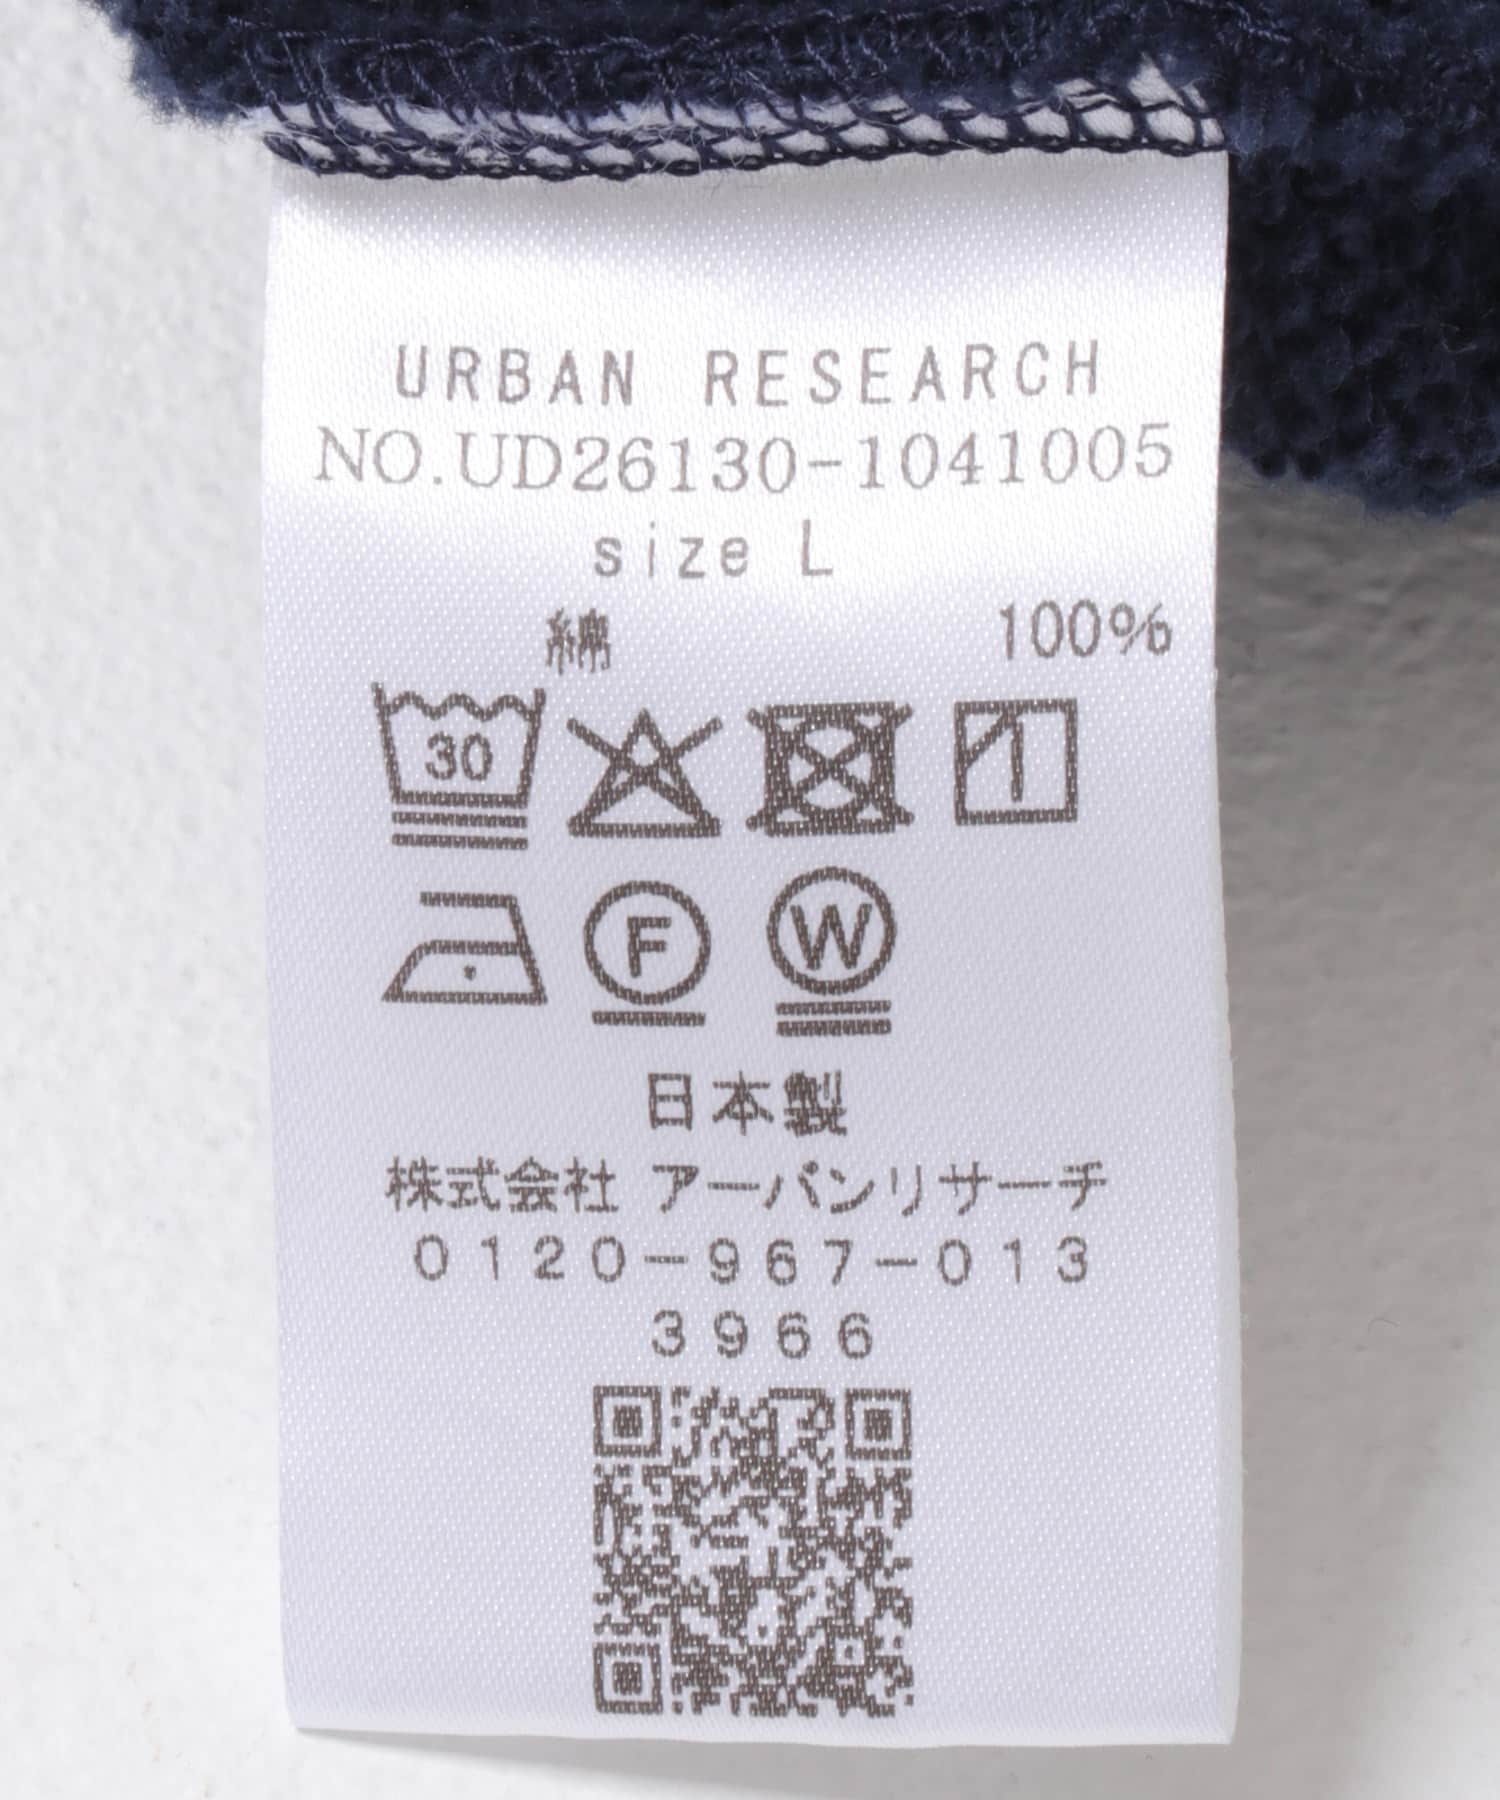 URBAN RESEARCH
NO.UD26130-1041005
size L
綿 100%
30
F W
日本製
株式会社 アーバンリサーチ
0120-967-013
3966